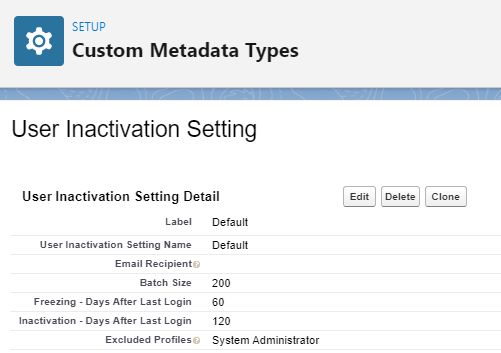 SETUP
Custom Metadata Types
User Inactivation Setting
User Inactivation Setting Detail Edit Delete Clone
Label Default
User Inactivation Setting Name Default
Email Recipient ?
Batch Size 200
Freezing - Days After Last Login 60
Inactivation - Days After Last Login 120
Excluded Profiles ? System Administrator